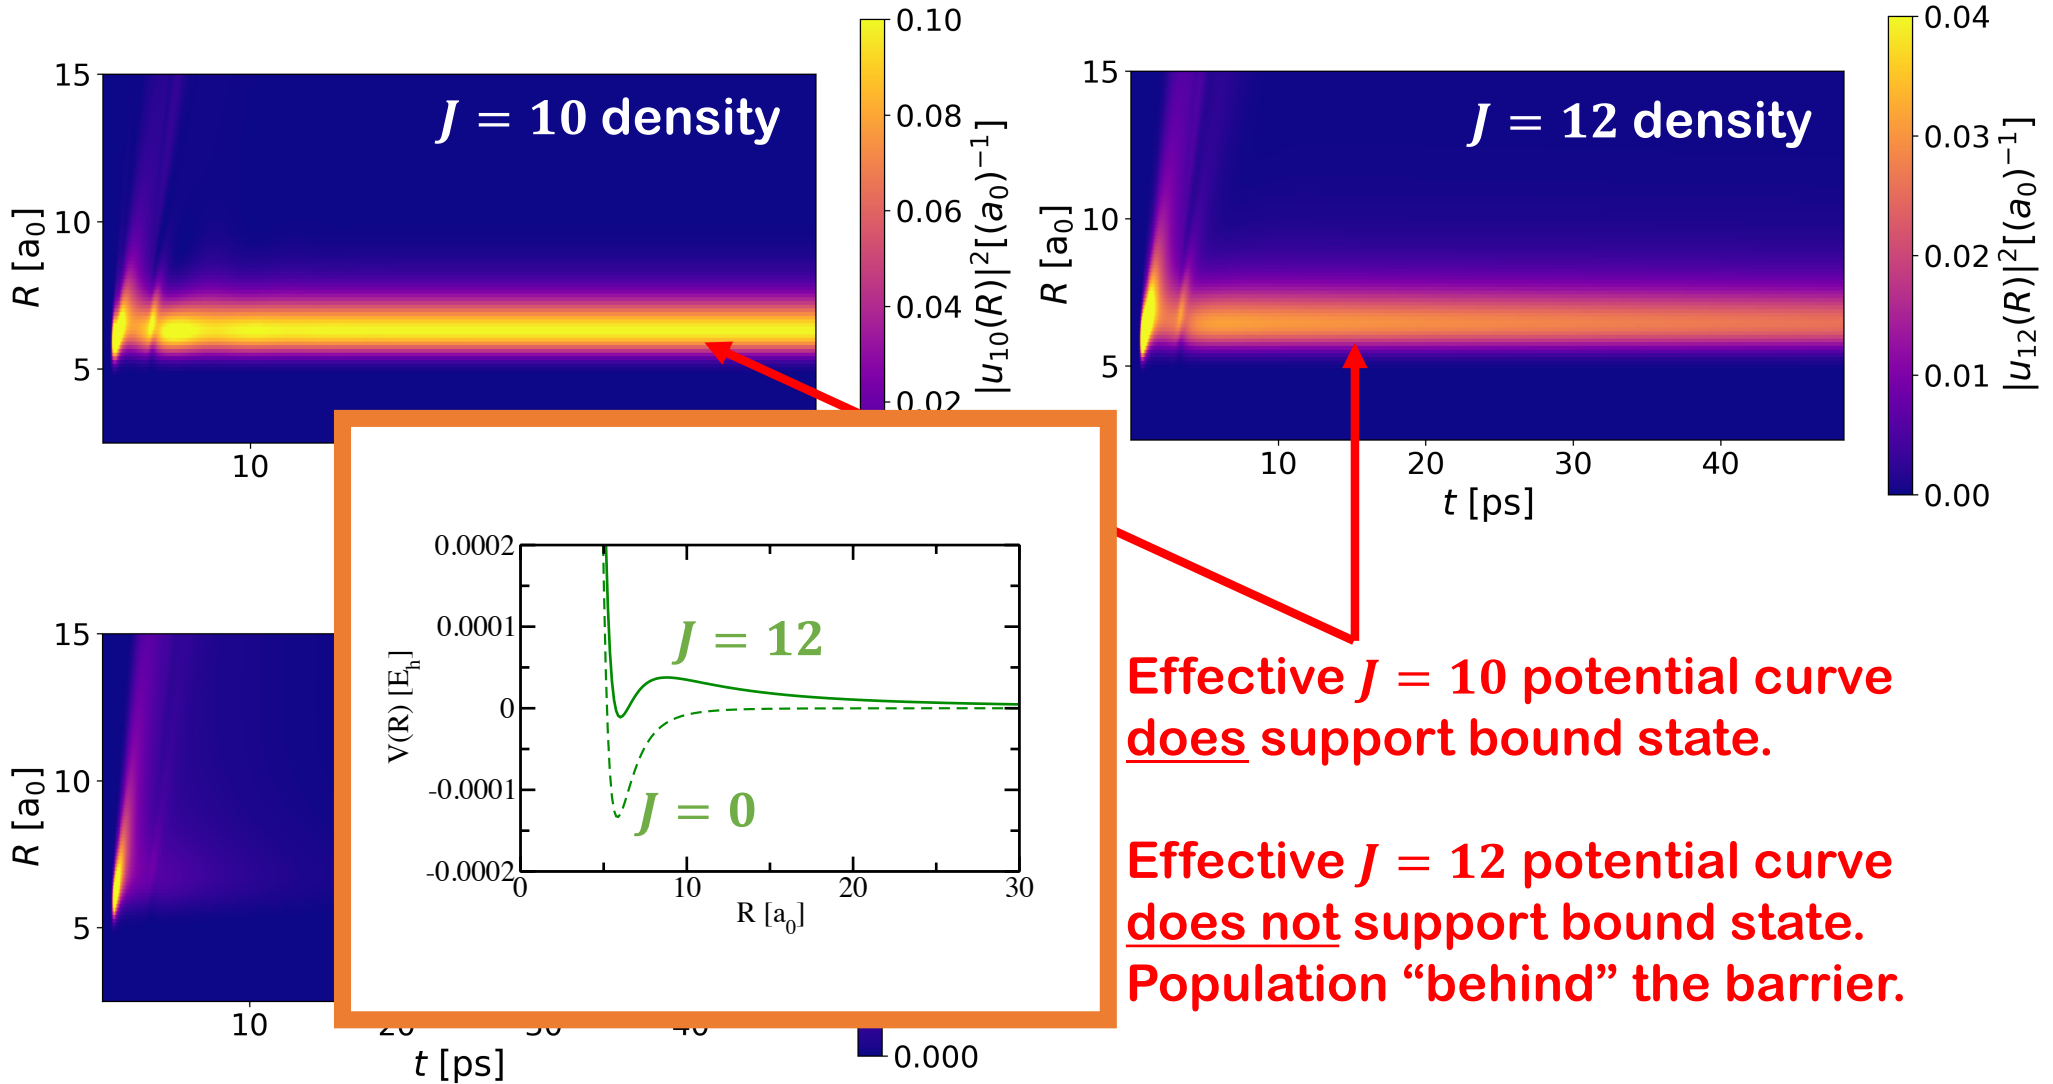 J = 10 density
15
10
5
R [a0]
10
0.10
0.08
0.06
0.04
0.02
|u10(R)|²[(a0)⁻¹]
J = 12 density
15
10
5
R [a0]
10
20
30
40
t [ps]
0.04
0.03
0.02
0.01
0.00
|u12(R)|²[(a0)⁻¹]
15
10
5
R [a0]
10
20
30
40
t [ps]
0.000
0.0002
0.0001
0
-0.0001
-0.0002
V(R) [Eh]
J = 12
J = 0
0
10
20
30
R [a0]
Effective J = 10 potential curve
does support bound state.
Effective J = 12 potential curve
does not support bound state.
Population “behind” the barrier.